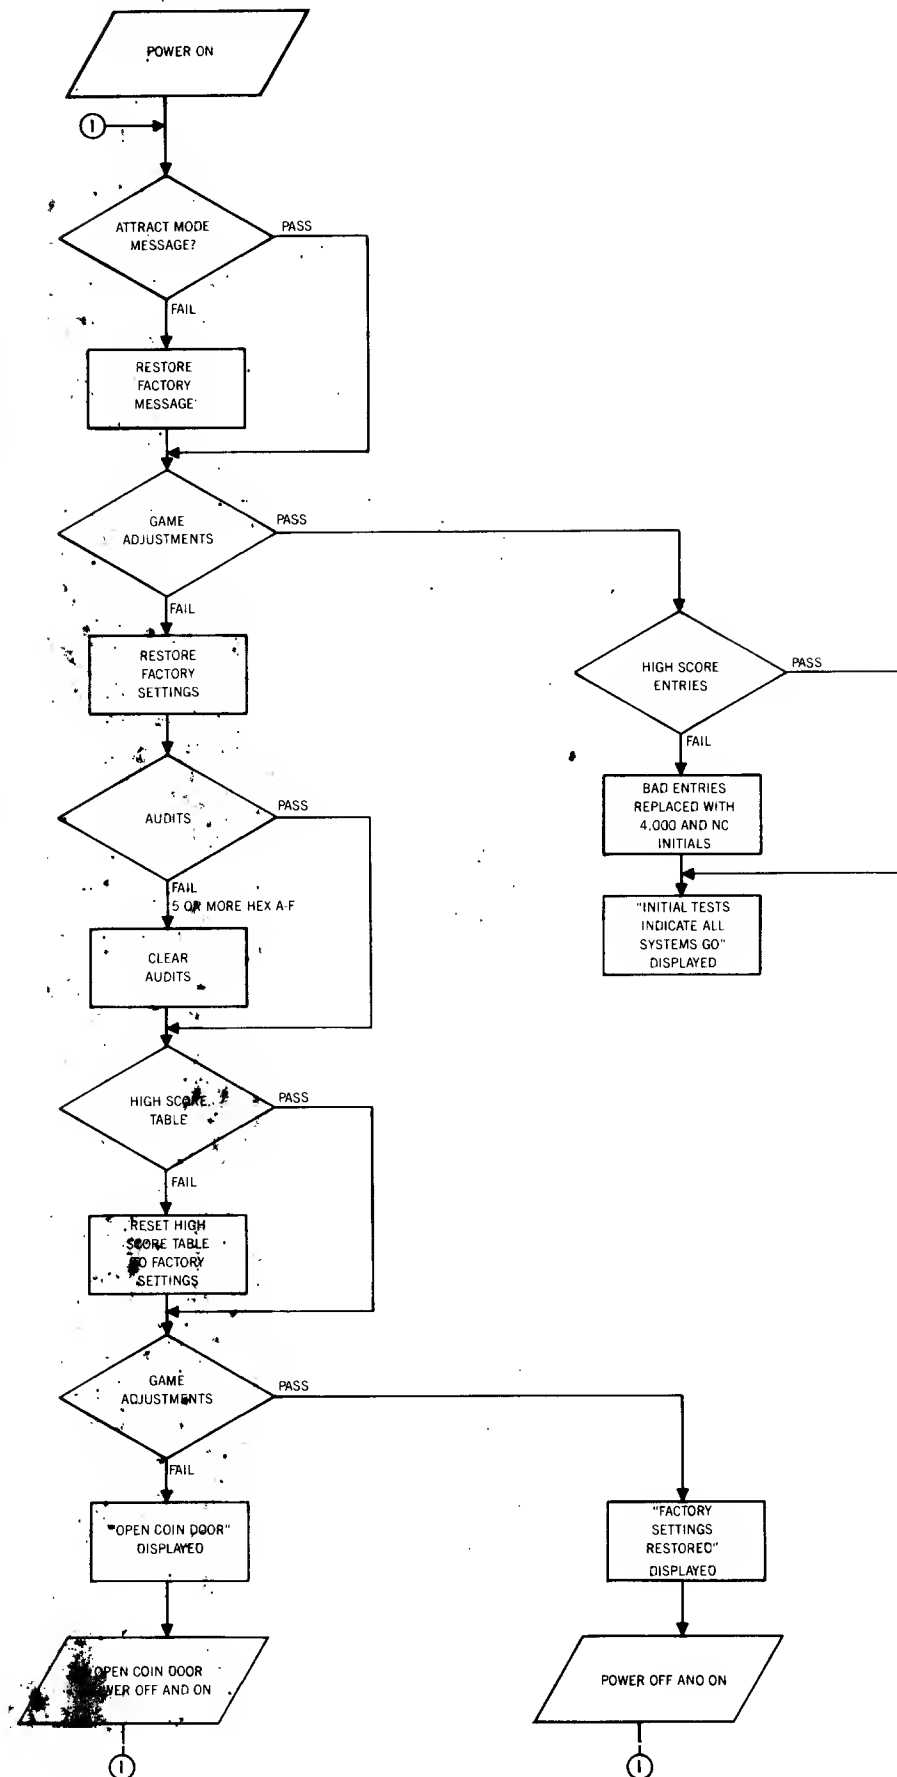 POWER ON
1
ATTRACT MODE
MESSAGE?
PASS
FAIL
RESTORE
FACTORY
MESSAGE
GAME
ADJUSTMENTS
PASS
FAIL
RESTORE
FACTORY
SETTINGS
HIGH SCORE
ENTRIES
PASS
FAIL
BAD ENTRIES
REPLACED WITH
4,000 AND NC
INITIALS
"INITIAL TESTS
INDICATE ALL
SYSTEMS GO"
DISPLAYED
AUDITS
PASS
FAIL
5 OR MORE HEX A-F
CLEAR
AUDITS
HIGH SCORE
TABLE
PASS
FAIL
RESET HIGH
SCORE TABLE
TO FACTORY
SETTINGS
GAME
ADJUSTMENTS
PASS
FAIL
"OPEN COIN DOOR"
DISPLAYED
"FACTORY
SETTINGS
RESTORED"
DISPLAYED
OPEN COIN DOOR
POWER OFF AND ON
POWER OFF AND ON
1
1